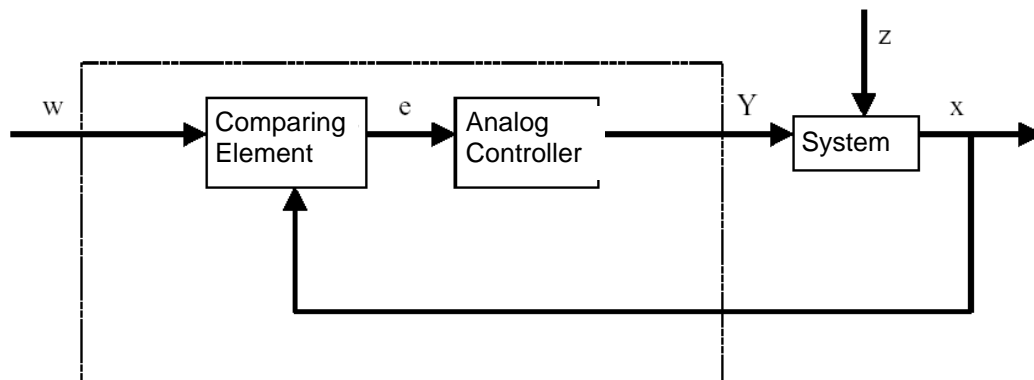 z
w
e
Y
x
Comparing
Element
Analog
Controller
System